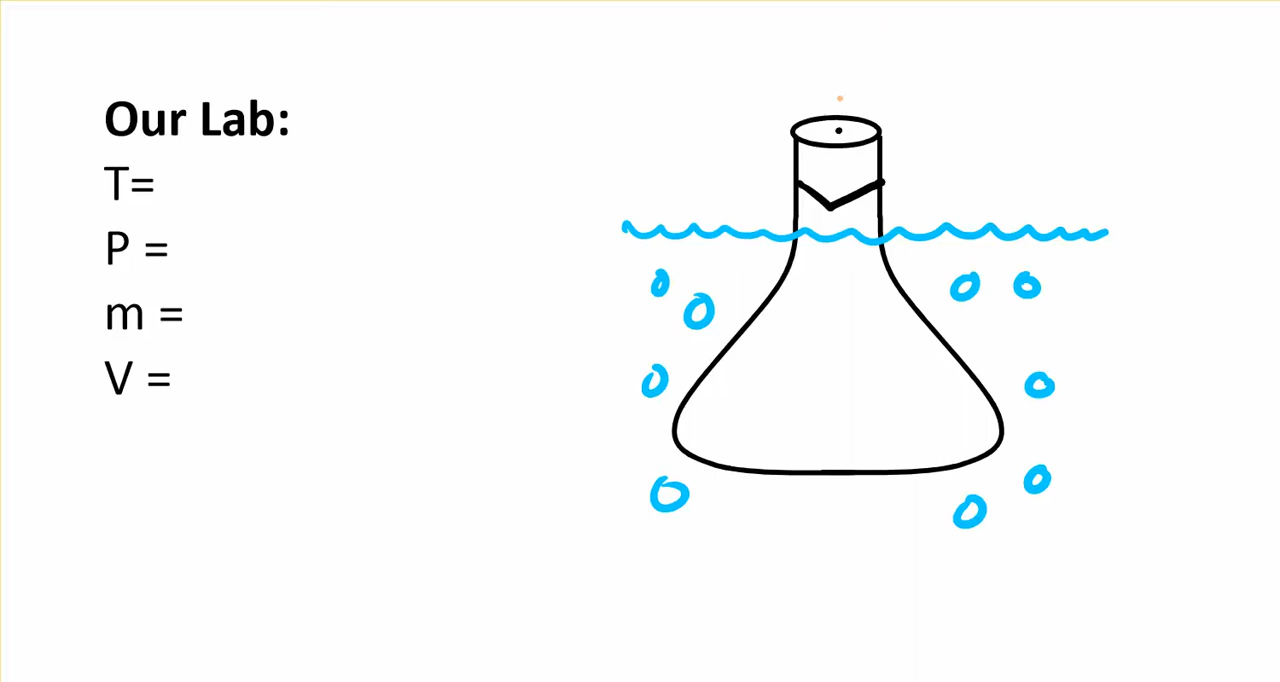 Our Lab:
T=
P =
m =
V =